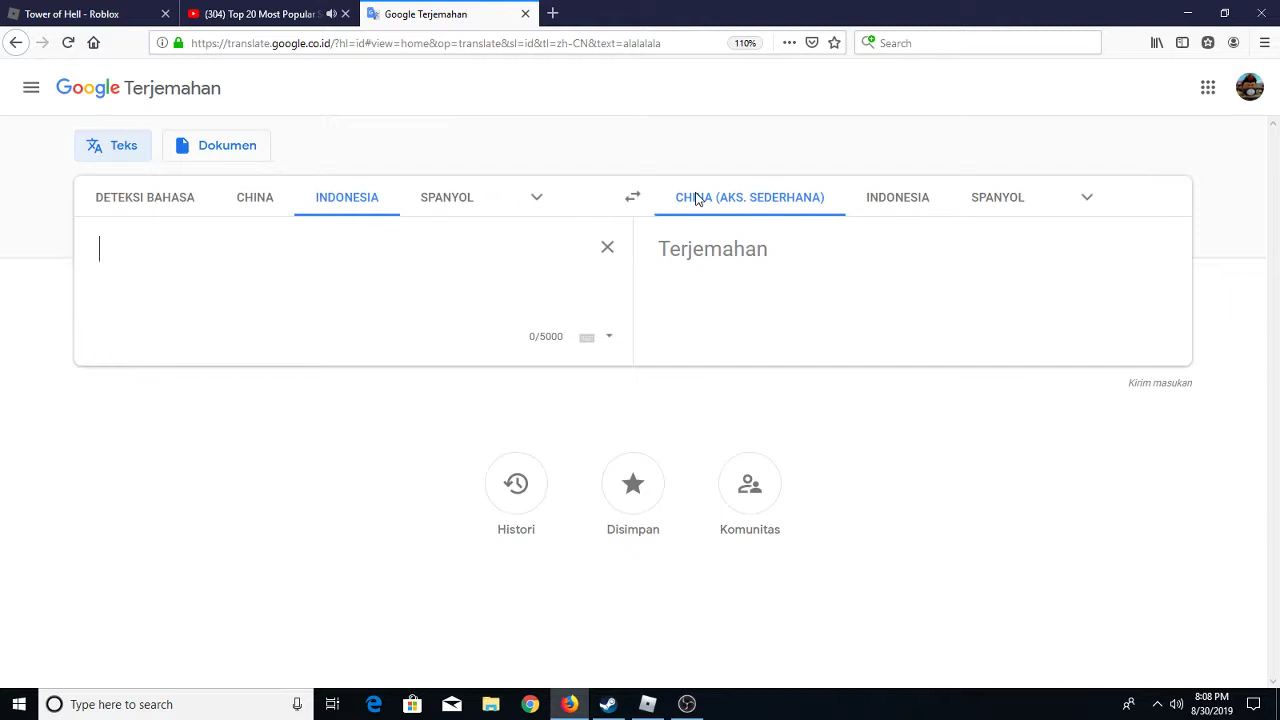 Tower of Hell - Roblox
(304) Top 20 Most Popular S
Google Terjemahan
https://translate.google.co.id/?hl=id#view=home&op=translate&sl=id&tl=zh-CN&text=alalalala
110%
Search
Google Terjemahan
Teks
Dokumen
DETEKSI BAHASA
CHINA
INDONESIA
SPANYOL
CHINA (AKS. SEDERHANA)
INDONESIA
SPANYOL
Terjemahan
0/5000
Kirim masukan
Histori
Disimpan
Komunitas
Type here to search
8:08 PM
8/30/2019